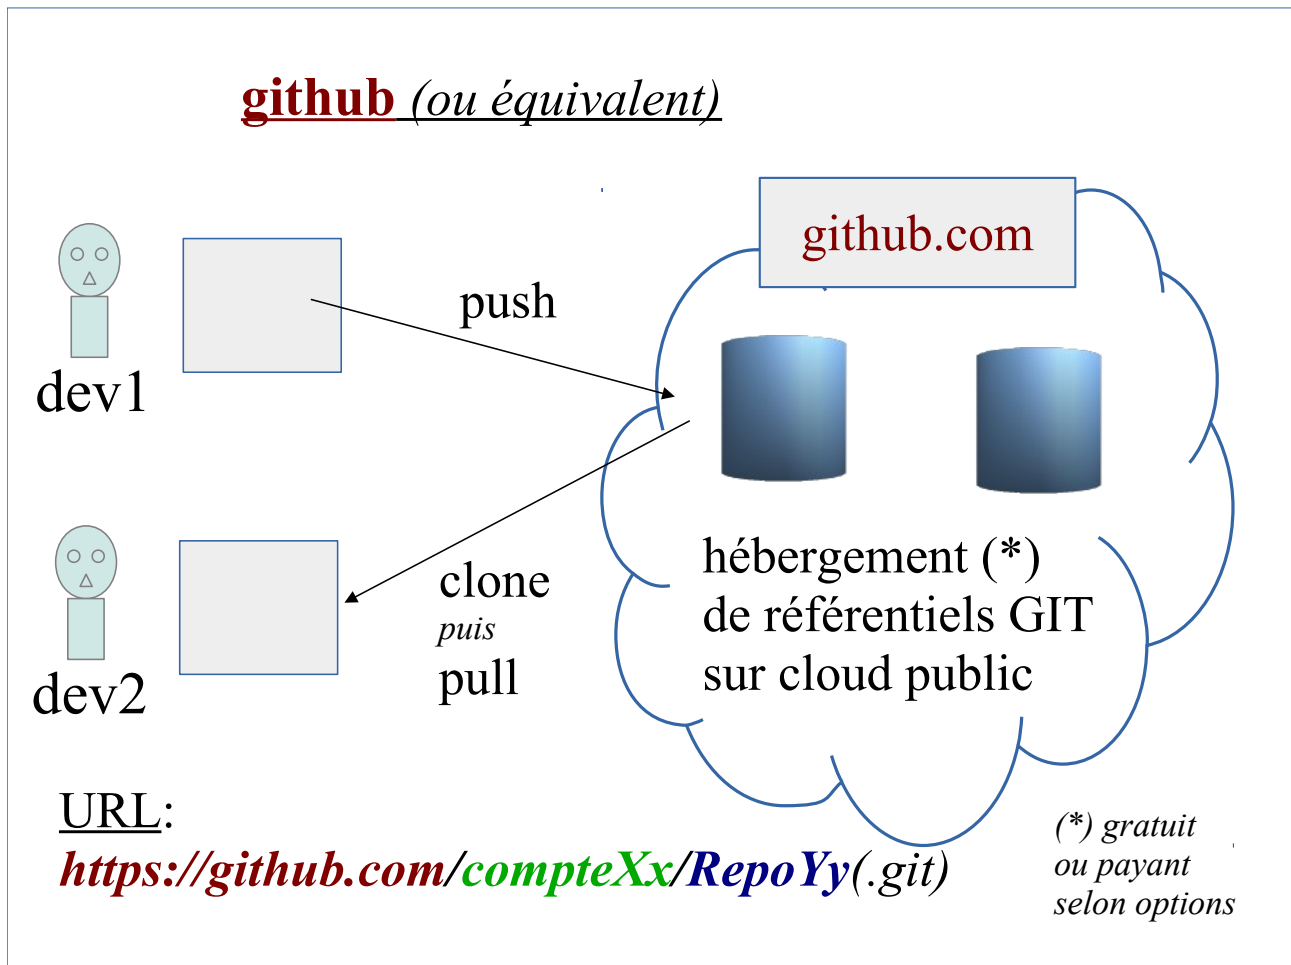 github (ou équivalent)
github.com
push
dev1
clone
puis
pull
hébergement (*)
de référentiels GIT
sur cloud public
dev2
URL:
https://github.com/compteXx/RepoYy(.git)
(*) gratuit
ou payant
selon options